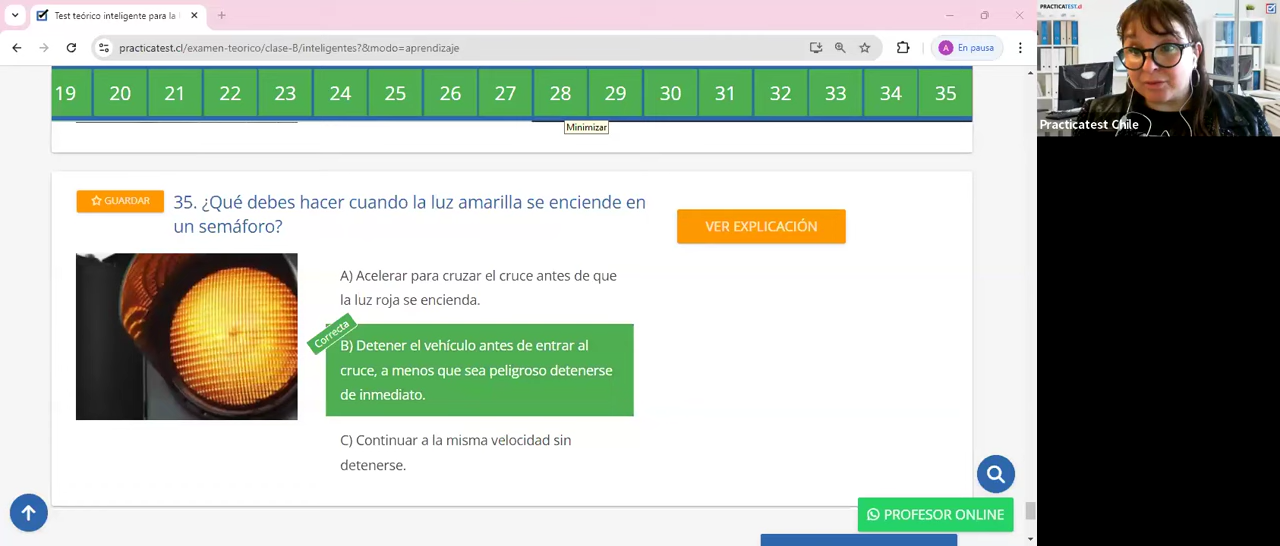 Test teórico inteligente para la
practicatest.cl/examen-teorico/clase-B/inteligentes?&modo=aprendizaje
A
En pausa
PRACTICATEST.cl
19 20 21 22 23 24 25 26 27 28 29 30 31 32 33 34 35
Minimizar
Practicatest Chile
GUARDAR
35. ¿Qué debes hacer cuando la luz amarilla se enciende en
un semáforo?
VER EXPLICACIÓN
A) Acelerar para cruzar el cruce antes de que
la luz roja se encienda.
Correcta
B) Detener el vehículo antes de entrar al
cruce, a menos que sea peligroso detenerse
de inmediato.
C) Continuar a la misma velocidad sin
detenerse.
PROFESOR ONLINE